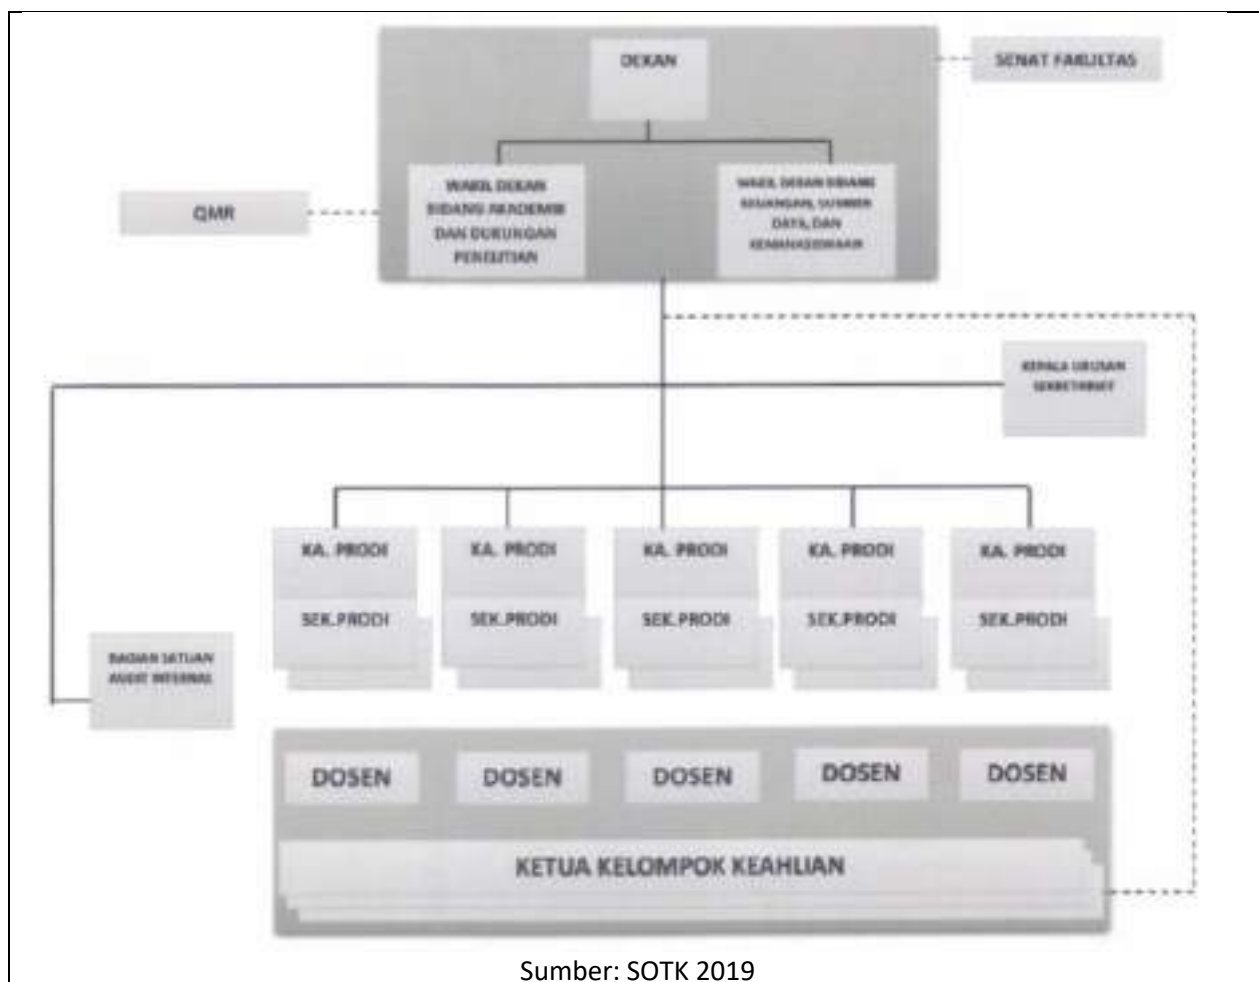 DEKAN
SENAT FAKULTAS
QMR
WAKIL DEKAN
BIDANG AKADEMIK
DAN DUKUNGAN
PENELITIAN
WAKIL DEKAN BIDANG
KEUANGAN, SUMBER
DAYA, DAN
KEMAHASISWAAN
KEPALA URUSAN
SEKRETARIAT
KA. PRODI
KA. PRODI
KA. PRODI
KA. PRODI
KA. PRODI
SEK.PRODI
SEK.PRODI
SEK.PRODI
SEK.PRODI
SEK.PRODI
BAGIAN SATUAN
AUDIT INTERNAL
DOSEN
DOSEN
DOSEN
DOSEN
DOSEN
KETUA KELOMPOK KEAHLIAN
Sumber: SOTK 2019